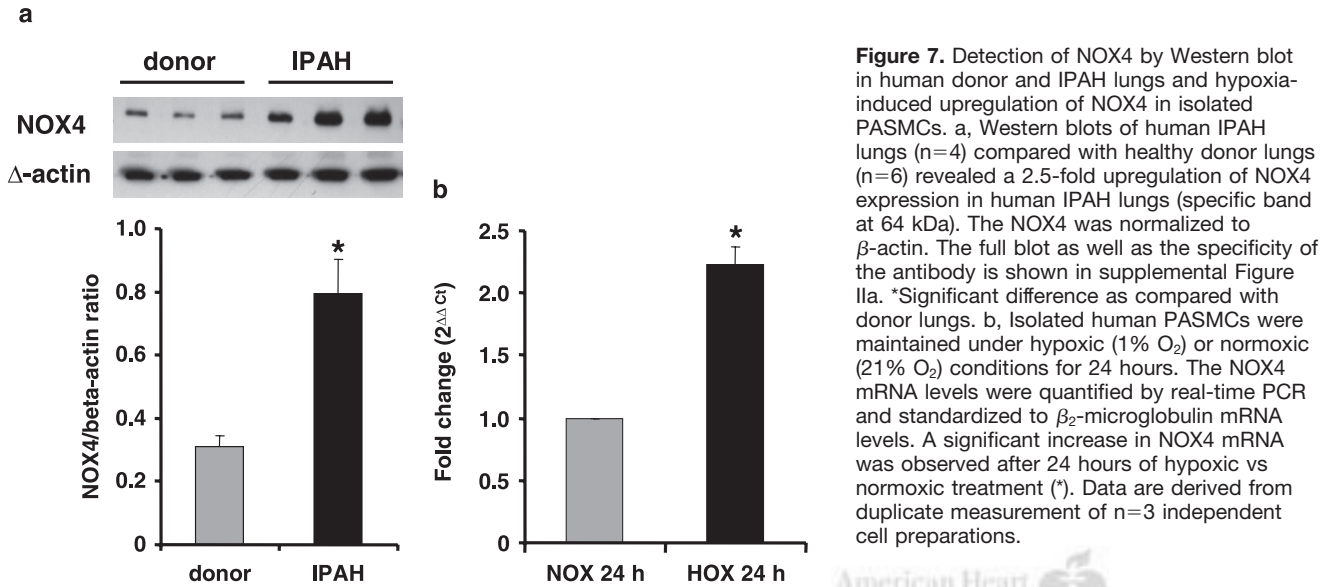 a
donor IPAH
NOX4
Δ-actin
1.0
0.8
0.6
0.4
0.2
0
NOX4/beta-actin ratio
*
donor IPAH
b
2.5
2.0
1.5
1.0
0.5
0
Fold change (2^ΔΔCt)
*
NOX 24 h HOX 24 h
Figure 7. Detection of NOX4 by Western blot
in human donor and IPAH lungs and hypoxia-
induced upregulation of NOX4 in isolated
PASMCs. a, Western blots of human IPAH
lungs (n=4) compared with healthy donor lungs
(n=6) revealed a 2.5-fold upregulation of NOX4
expression in human IPAH lungs (specific band
at 64 kDa). The NOX4 was normalized to
β-actin. The full blot as well as the specificity of
the antibody is shown in supplemental Figure
IIa. *Significant difference as compared with
donor lungs. b, Isolated human PASMCs were
maintained under hypoxic (1% O₂) or normoxic
(21% O₂) conditions for 24 hours. The NOX4
mRNA levels were quantified by real-time PCR
and standardized to β₂-microglobulin mRNA
levels. A significant increase in NOX4 mRNA
was observed after 24 hours of hypoxic vs
normoxic treatment (*). Data are derived from
duplicate measurement of n=3 independent
cell preparations.
American Heart